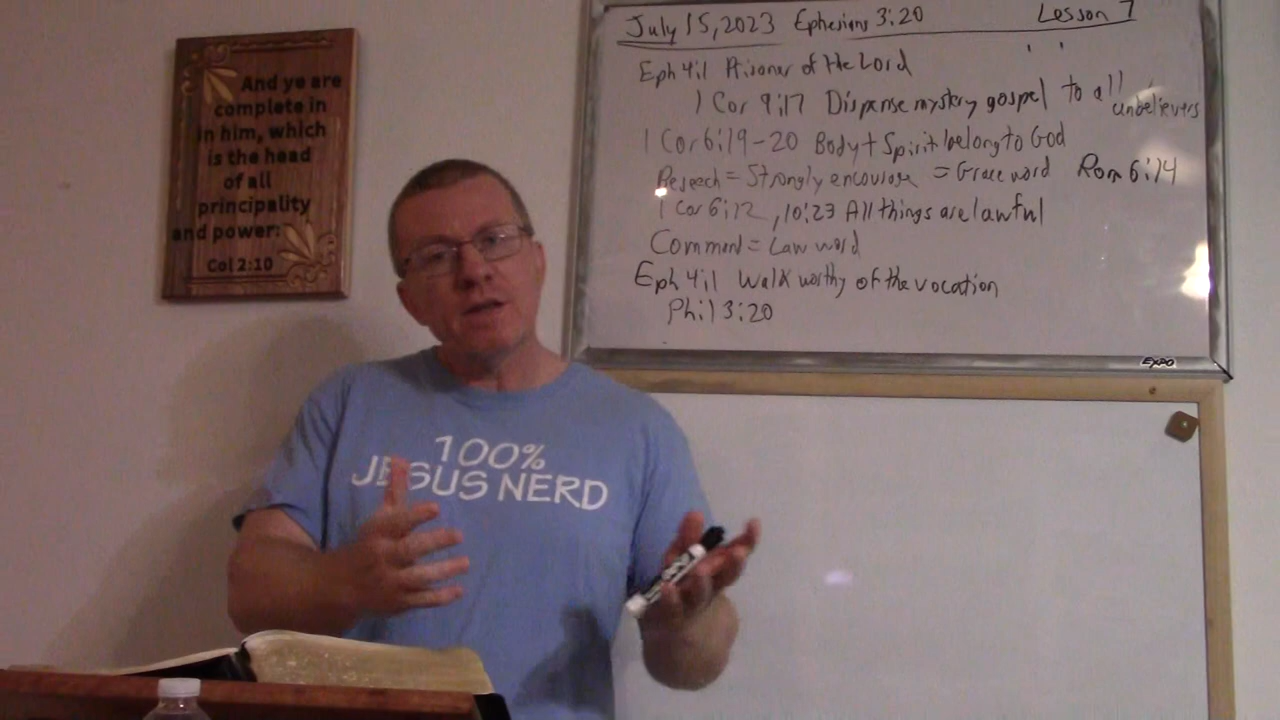 And ye are
complete in
in him, which
is the head
of all
principality
and power:
Col 2:10
July 15, 2023 Ephesians 3:20 Lesson 7
Eph 4:1 Prisoner of the Lord
1 Cor 9:17 Dispense mystery gospel to all unbelievers
1 Cor 6:19-20 Body + Spirit belong to God
Beseech = Strongly encourage = Grace word Rom 6:14
1 Cor 6:12, 10:23 All things are lawful
Command = Law word
Eph 4:1 Walk worthy of the vocation
Phil 3:20
EXPO
100%
JESUS NERD
EXPO